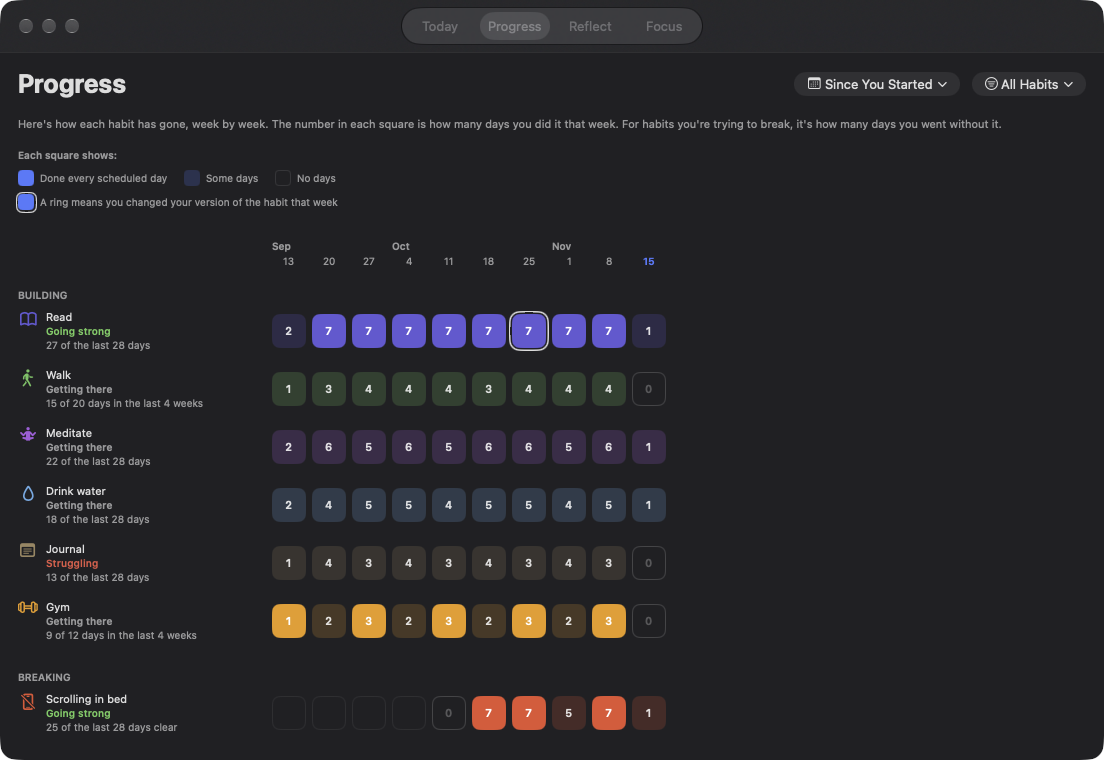 Today Progress Reflect Focus
Progress
Since You Started All Habits
Here's how each habit has gone, week by week. The number in each square is how many days you did it that week. For habits you're trying to break, it's how many days you went without it.
Each square shows:
Done every scheduled day Some days No days
A ring means you changed your version of the habit that week
Sep Oct Nov
13 20 27 4 11 18 25 1 8 15
BUILDING
Read
Going strong
27 of the last 28 days
2 7 7 7 7 7 7 7 7 1
Walk
Getting there
15 of 20 days in the last 4 weeks
1 3 4 4 4 3 4 4 4 0
Meditate
Getting there
22 of the last 28 days
2 6 5 6 5 6 6 5 6 1
Drink water
Getting there
18 of the last 28 days
2 4 5 5 4 5 5 4 5 1
Journal
Struggling
13 of the last 28 days
1 4 3 4 3 4 3 4 3 0
Gym
Getting there
9 of 12 days in the last 4 weeks
1 2 3 2 3 2 3 2 3 0
BREAKING
Scrolling in bed
Going strong
25 of the last 28 days clear
0 7 7 5 7 1